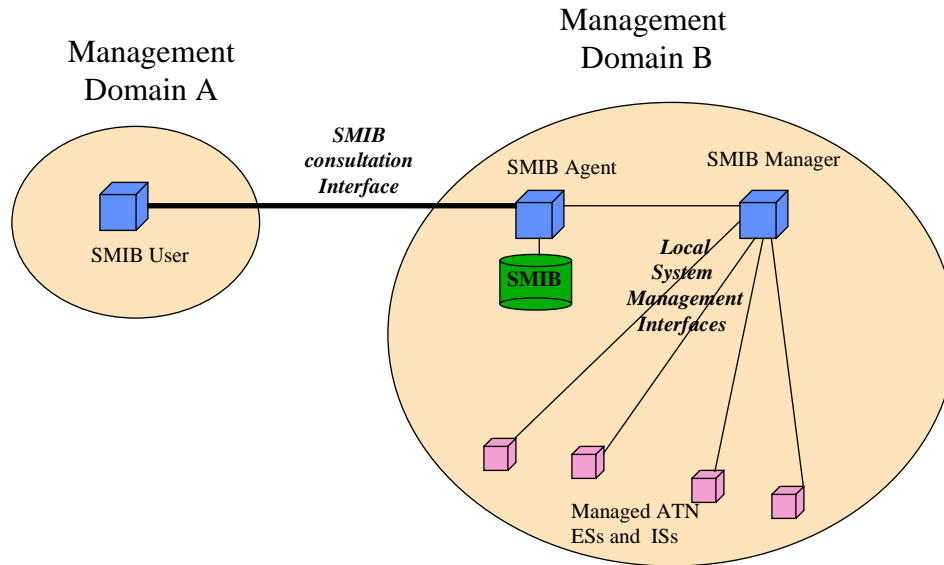 Management
Domain A
Management
Domain B
SMIB
consultation
Interface
SMIB Agent
SMIB Manager
SMIB User
SMIB
Local
System
Management
Interfaces
Managed ATN
ESs and ISs